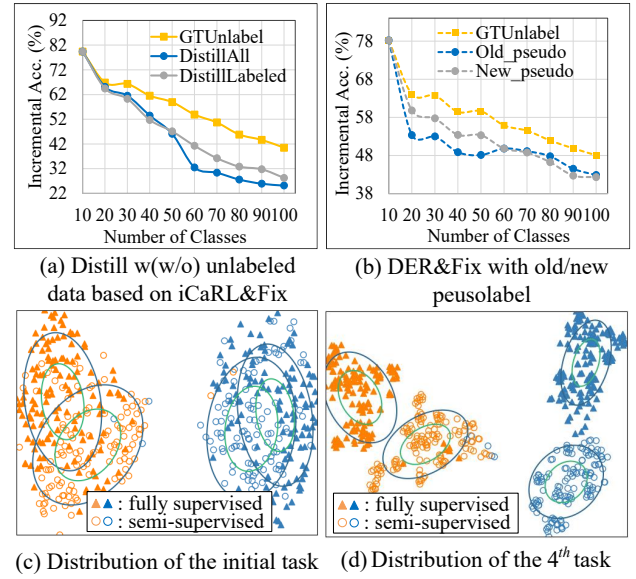 92
82
72
62
52
42
32
22
Incremental Acc. (%)
GTUnlabel
DistillAll
DistillLabeled
10 20 30 40 50 60 70 80 90 100
Number of Classes
(a) Distill w(w/o) unlabeled
data based on iCaRL&Fix
78
68
58
48
38
Incremental Acc. (%)
GTUnlabel
Old_pseudo
New_pseudo
10 20 30 40 50 60 70 80 90 100
Number of Classes
(b) DER&Fix with old/new
peusolabel
: fully supervised
: semi-supervised
(c) Distribution of the initial task
: fully supervised
: semi-supervised
(d) Distribution of the 4th task